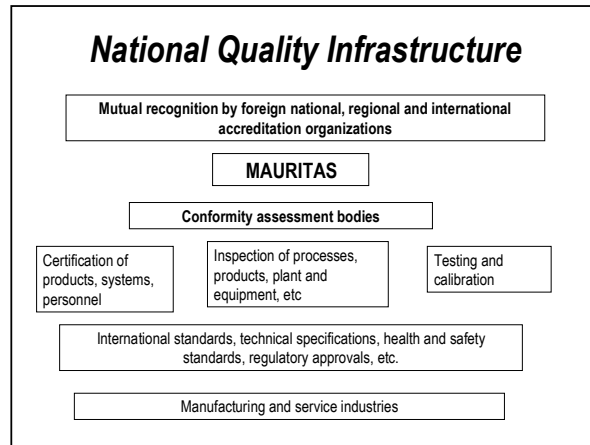 National Quality Infrastructure
Mutual recognition by foreign national, regional and international
accreditation organizations
MAURITAS
Conformity assessment bodies
Certification of
products, systems,
personnel
Inspection of processes,
products, plant and
equipment, etc
Testing and
calibration
International standards, technical specifications, health and safety
standards, regulatory approvals, etc.
Manufacturing and service industries